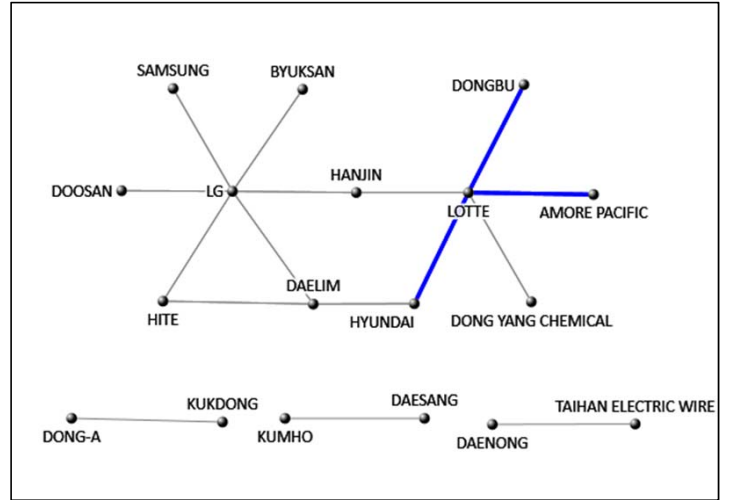 SAMSUNG
BYUKSAN
DONGBU
DOOSAN
LG
HANJIN
LOTTE
AMORE PACIFIC
DAELIM
HITE
HYUNDAI
DONG YANG CHEMICAL
KUKDONG
DAESANG
TAIHAN ELECTRIC WIRE
DONG-A
KUMHO
DAENONG